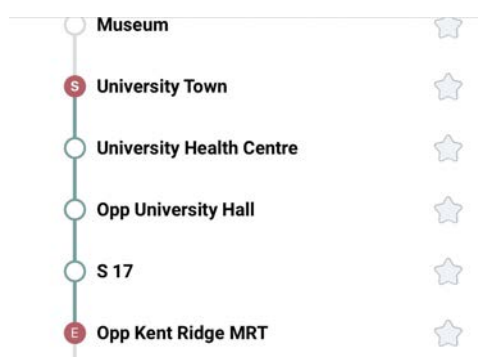 Museum
S University Town
University Health Centre
Opp University Hall
S 17
E Opp Kent Ridge MRT